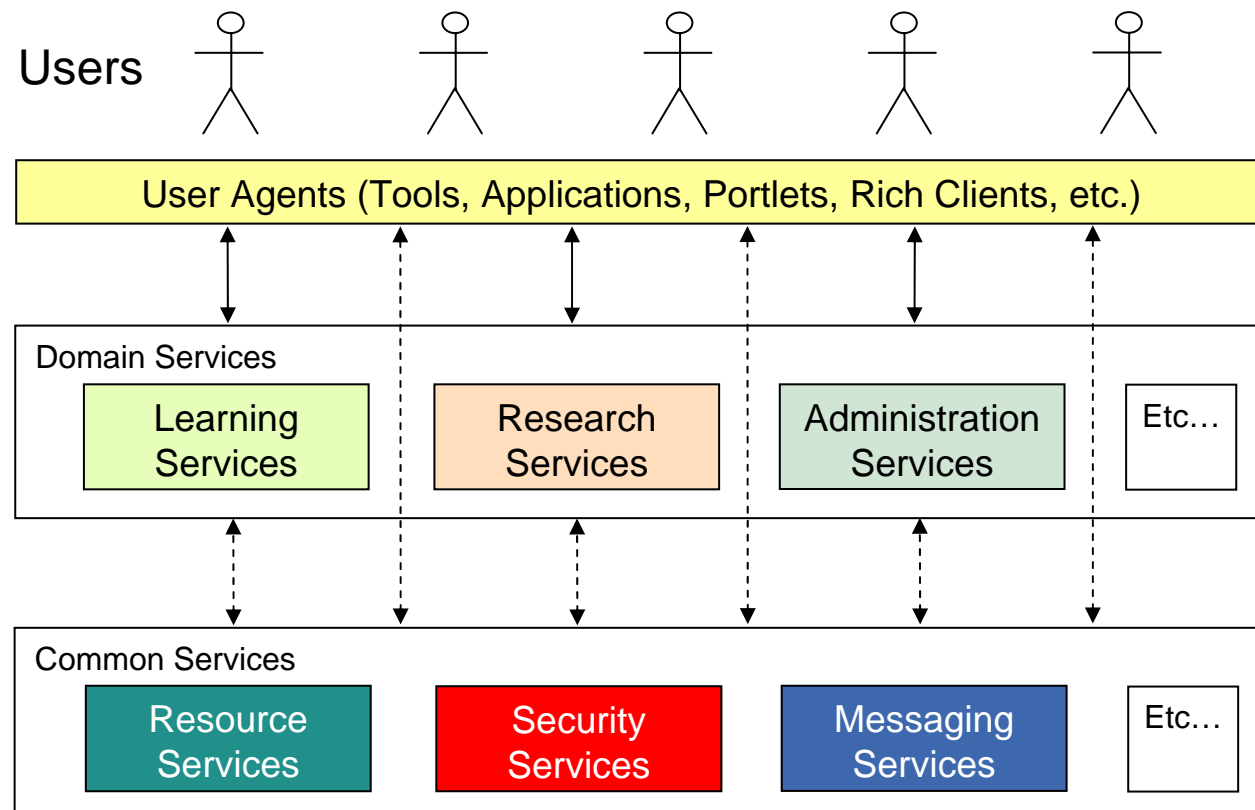 Users
User Agents (Tools, Applications, Portlets, Rich Clients, etc.)
Domain Services
Learning
Services
Research
Services
Administration
Services
Etc…
Common Services
Resource
Services
Security
Services
Messaging
Services
Etc…